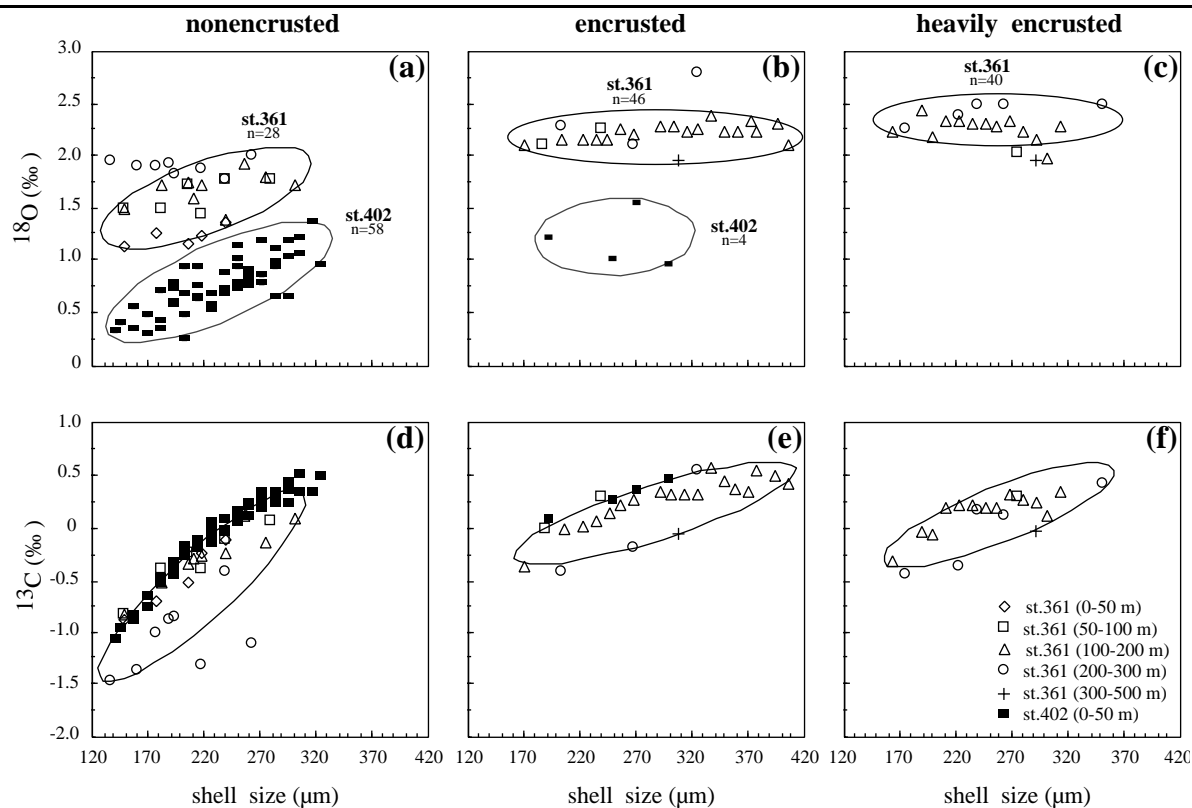 nonencrusted encrusted heavily encrusted
3.0
(a) (b) (c)
st.361
n=46
st.361
n=40
2.5
st.361
n=28
2.0
18O (‰)
1.5
st.402
n=58
st.402
n=4
1.0
0.5
0
1.0
(d) (e) (f)
0.5
0
13C (‰)
-0.5
-1.0
-1.5
-2.0
st.361 (0-50 m)
st.361 (50-100 m)
st.361 (100-200 m)
st.361 (200-300 m)
st.361 (300-500 m)
st.402 (0-50 m)
120 170 220 270 320 370 420 120 170 220 270 320 370 420 120 170 220 270 320 370 420
shell size (µm) shell size (µm) shell size (µm)